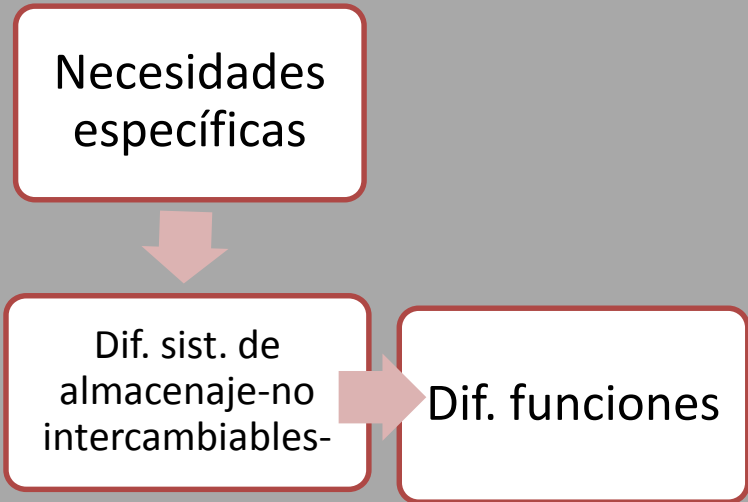 Necesidades
específicas
Dif. sist. de
almacenaje-no
intercambiables-
Dif. funciones